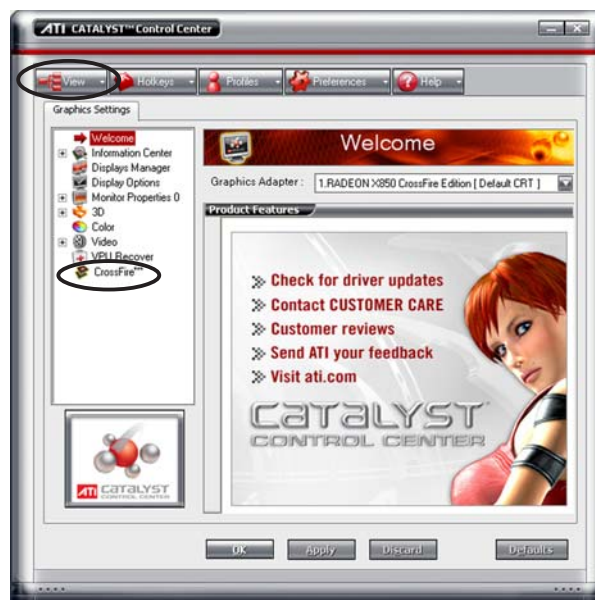 ATI CATALYST™ Control Center
View
Hotkeys
Profiles
Preferences
Help
Graphics Settings
Welcome
Information Center
Displays Manager
Display Options
Monitor Properties 0
3D
Color
Video
VPU Recover
CrossFire™
Welcome
Graphics Adapter :
1.RADEON X850 CrossFire Edition [ Default CRT ]
Product Features
Check for driver updates
Contact CUSTOMER CARE
Customer reviews
Send ATI your feedback
Visit ati.com
CATALYST
CONTROL CENTER
ATI CATALYST
CONTROL CENTER
OK
Apply
Discard
Defaults